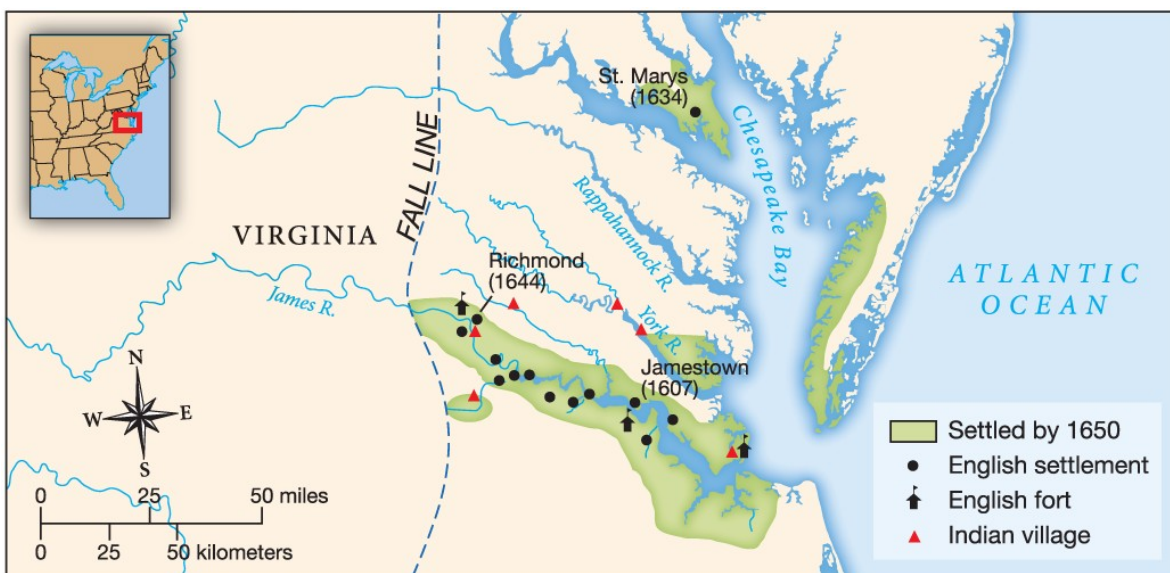 St. Marys
(1634)
Chesapeake Bay
Rappahannock R.
FALL LINE
VIRGINIA
Richmond
(1644)
James R.
York R.
Jamestown
(1607)
ATLANTIC
OCEAN
N
W E
S
0 25 50 miles
0 25 50 kilometers
Settled by 1650
English settlement
English fort
Indian village